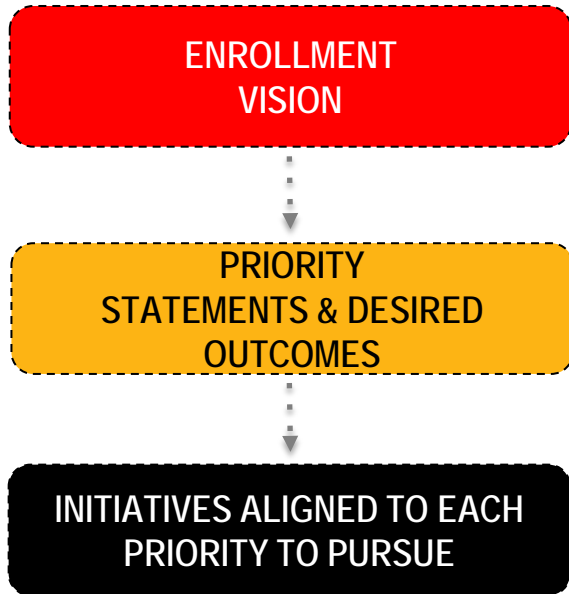 ENROLLMENT
VISION
PRIORITY
STATEMENTS & DESIRED
OUTCOMES
INITIATIVES ALIGNED TO EACH
PRIORITY TO PURSUE